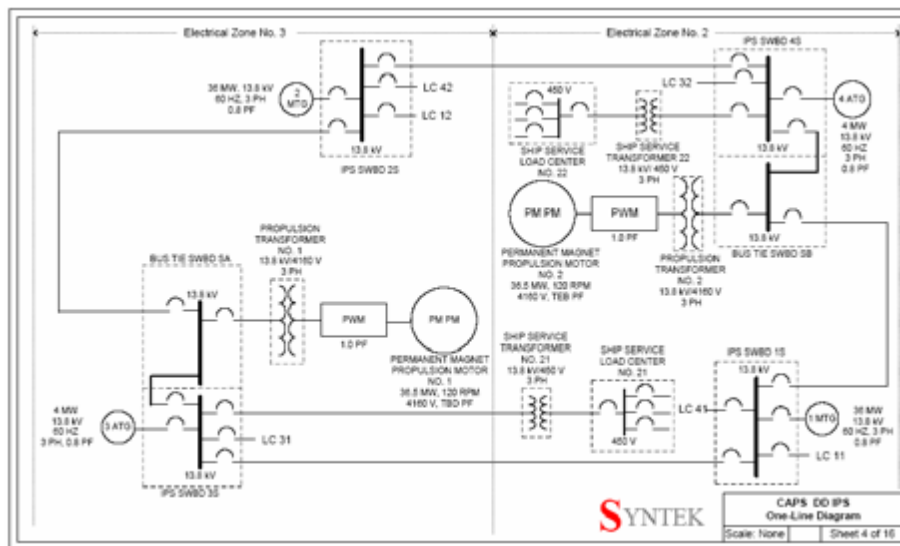 Electrical Zone No. 3
Electrical Zone No. 2
IPS SWBD 4S
36 MW, 13.8 kV
60 HZ, 3 PH
0.8 PF
2
MTG
LC 42
LC 12
13.8 kV
IPS SWBD 2S
460 V
LC 32
4 ATG
4 MW
13.8 kV
60 HZ
3 PH
0.8 PF
SHIP SERVICE
LOAD CENTER
NO. 22
SHIP SERVICE
TRANSFORMER 22
13.8 kV/ 460 V
3 PH
13.8 kV
PM PM
PWM
1.0 PF
13.8 kV
BUS TIE SWBD 5B
PERMANENT MAGNET
PROPULSION MOTOR
NO. 2
36.5 MW, 120 RPM
4160 V, TEB PF
PROPULSION
TRANSFORMER
NO. 2
13.8 kV/4160 V
3 PH
PROPULSION
TRANSFORMER
NO. 1
13.8 kV/4160 V
3 PH
BUS TIE SWBD 5A
13.8 kV
PWM
1.0 PF
PM PM
PERMANENT MAGNET
PROPULSION MOTOR
NO. 1
36.5 MW, 120 RPM
4160 V, TBD PF
SHIP SERVICE
TRANSFORMER
NO. 21
13.8 kV/460 V
3 PH
SHIP SERVICE
LOAD CENTER
NO. 21
460 V
IPS SWBD 1S
13.8 kV
LC 41
1 MTG
36 MW
13.8 kV
60 HZ, 3 PH
0.8 PF
LC 11
4 MW
13.8 kV
60 HZ
3 PH, 0.8 PF
3 ATG
LC 31
13.8 kV
IPS SWBD 3S
SYNTEK
CAPS DD IPS
One-Line Diagram
Scale: None
Sheet 4 of 16